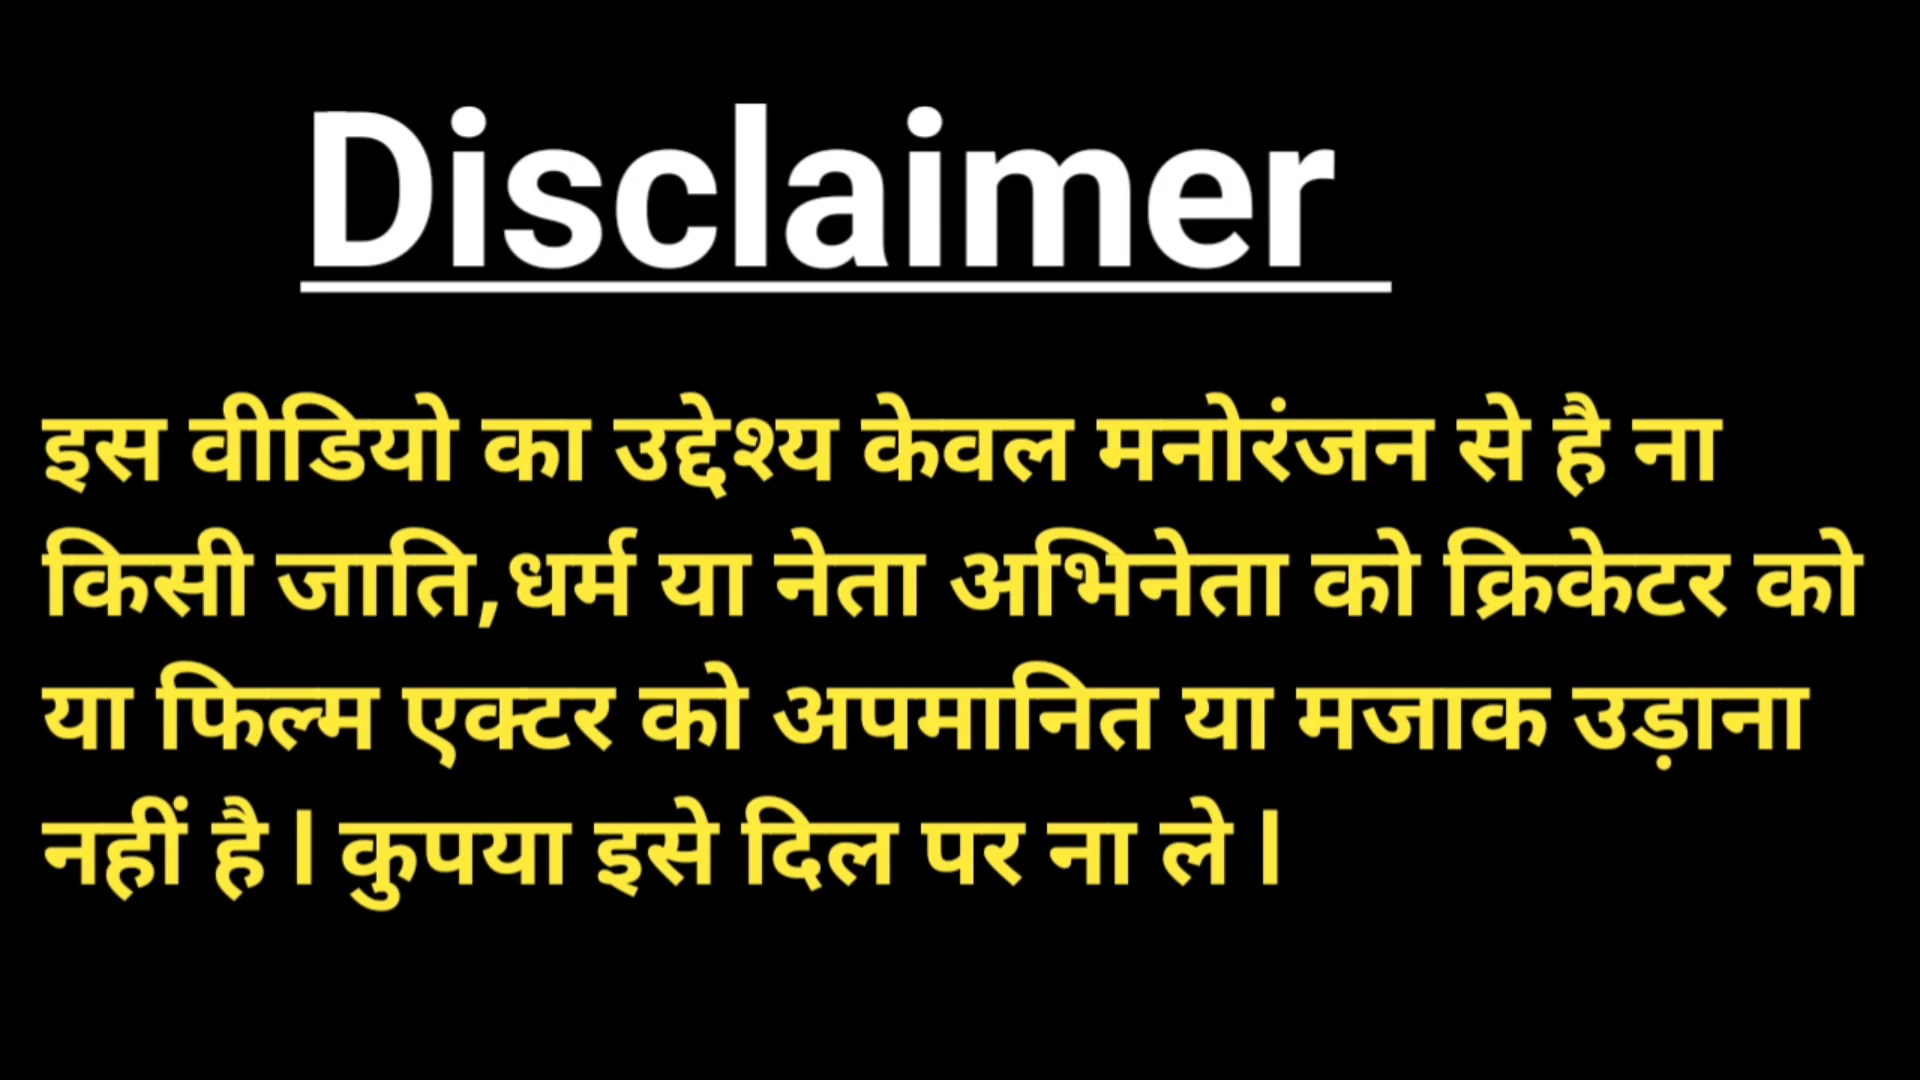 Disclaimer
इस वीडियो का उद्देश्य केवल मनोरंजन से है ना
किसी जाति,धर्म या नेता अभिनेता को क्रिकेटर को
या फिल्म एक्टर को अपमानित या मजाक उड़ाना
नहीं है l कुपया इसे दिल पर ना ले l